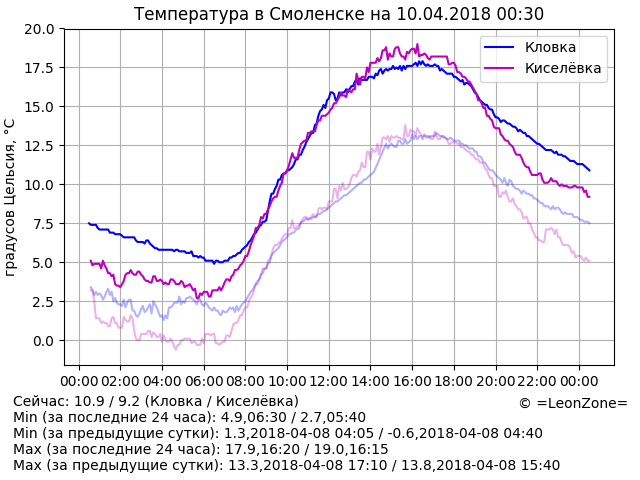 Температура в Смоленске на 10.04.2018 00:30
градусов Цельсия, °C
20.0
17.5
15.0
12.5
10.0
7.5
5.0
2.5
0.0
Кловка
Киселёвка
00:00 02:00 04:00 06:00 08:00 10:00 12:00 14:00 16:00 18:00 20:00 22:00 00:00
Сейчас: 10.9 / 9.2 (Кловка / Киселёвка)
© =LeonZone=
Min (за последние 24 часа): 4.9,06:30 / 2.7,05:40
Min (за предыдущие сутки): 1.3,2018-04-08 04:05 / -0.6,2018-04-08 04:40
Max (за последние 24 часа): 17.9,16:20 / 19.0,16:15
Max (за предыдущие сутки): 13.3,2018-04-08 17:10 / 13.8,2018-04-08 15:40